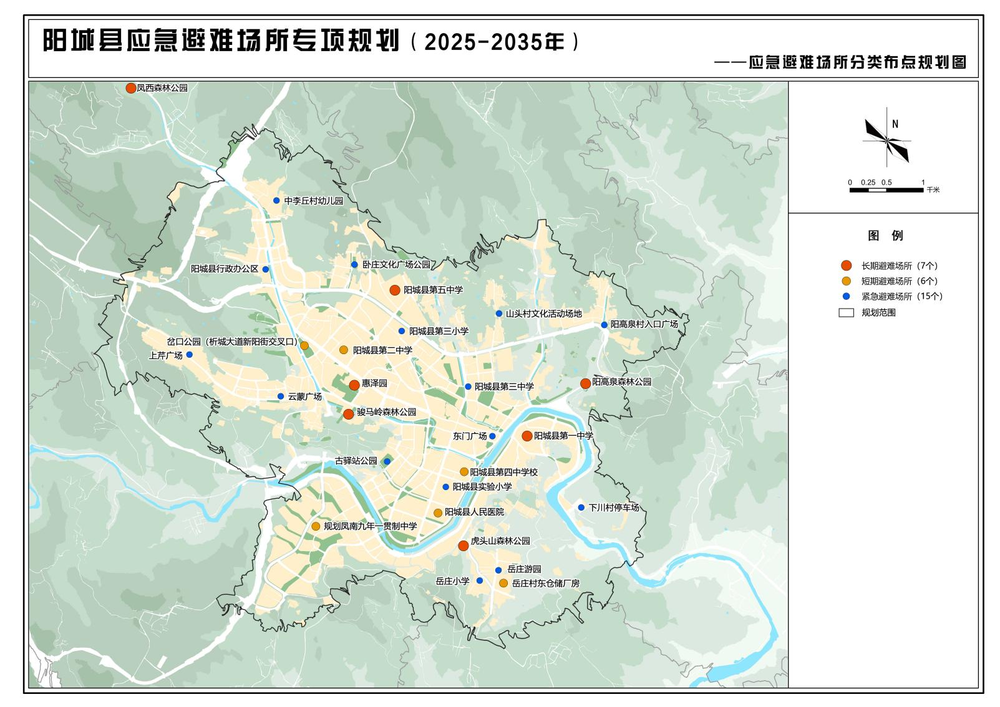 阳城县应急避难场所专项规划（2025-2035年）
——应急避难场所分类布点规划图
凤西森林公园
N
0 0.25 0.5 1
千米
中李丘村幼儿园
图 例
阳城县行政办公区
卧庄文化广场公园
长期避难场所（7个）
短期避难场所（6个）
阳城县第五中学
紧急避难场所（15个）
规划范围
山头村文化活动场地
阳高泉村入口广场
阳城县第三小学
岔口公园（析城大道新阳街交叉口）
阳城县第二中学
上芹广场
惠泽园
阳高泉森林公园
阳城县第三中学
云蒙广场
骏马岭森林公园
东门广场
阳城县第一中学
古驿站公园
阳城县第四中学校
阳城县实验小学
下川村停车场
阳城县人民医院
规划凤南九年一贯制中学
虎头山森林公园
岳庄游园
岳庄小学
岳庄村东仓储厂房